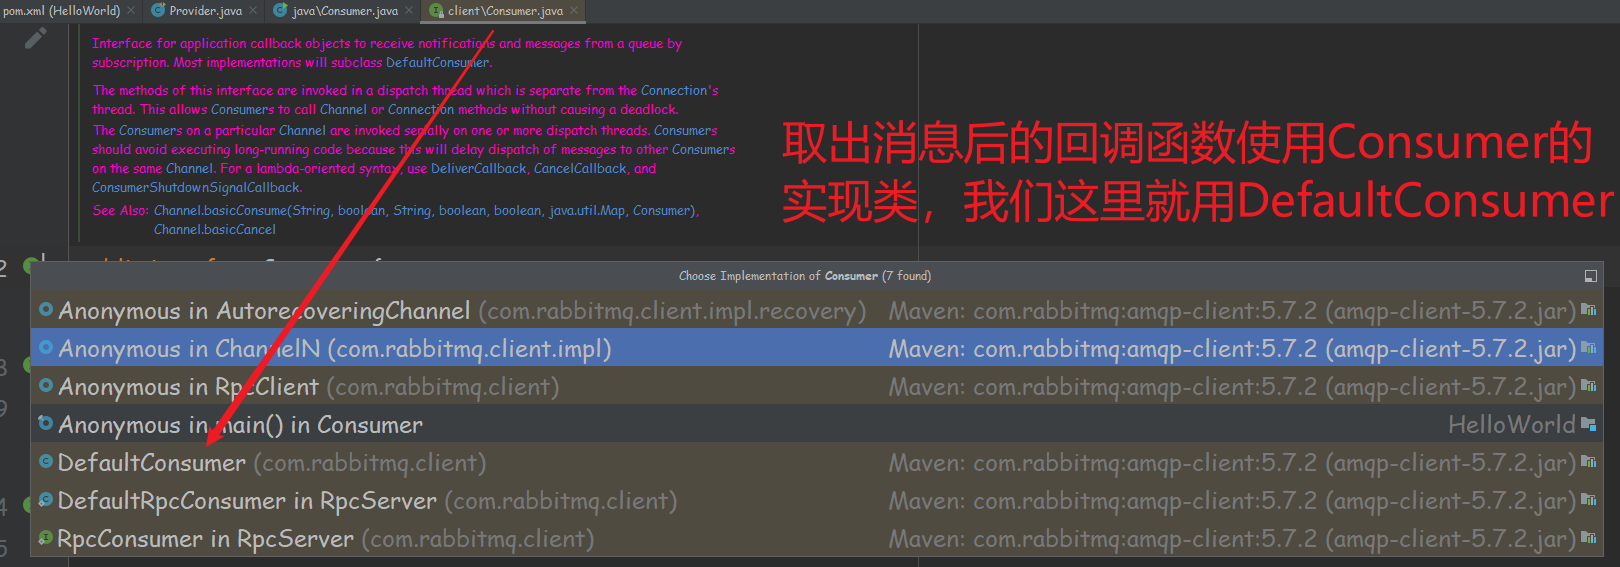 pom.xml (HelloWorld) Provider.java java\Consumer.java client\Consumer.java
Interface for application callback objects to receive notifications and messages from a queue by
subscription. Most implementations will subclass DefaultConsumer.
The methods of this interface are invoked in a dispatch thread which is separate from the Connection's
thread. This allows Consumers to call Channel or Connection methods without causing a deadlock.
The Consumers on a particular Channel are invoked serially on one or more dispatch threads. Consumers
should avoid executing long-running code because this will delay dispatch of messages to other Consumers
on the same Channel. For a lambda-oriented syntax, use DeliverCallback, CancelCallback, and
ConsumerShutdownSignalCallback.
See Also: Channel.basicConsume(String, boolean, String, boolean, boolean, java.util.Map, Consumer),
Channel.basicCancel
取出消息后的回调函数使用Consumer的
实现类，我们这里就用DefaultConsumer
2
Choose Implementation of Consumer (7 found)
Anonymous in AutorecoveringChannel (com.rabbitmq.client.impl.recovery) Maven: com.rabbitmq:amqp-client:5.7.2 (amqp-client-5.7.2.jar)
Anonymous in ChannelN (com.rabbitmq.client.impl) Maven: com.rabbitmq:amqp-client:5.7.2 (amqp-client-5.7.2.jar)
3
Anonymous in RpcClient (com.rabbitmq.client) Maven: com.rabbitmq:amqp-client:5.7.2 (amqp-client-5.7.2.jar)
9
Anonymous in main() in Consumer HelloWorld
DefaultConsumer (com.rabbitmq.client) Maven: com.rabbitmq:amqp-client:5.7.2 (amqp-client-5.7.2.jar)
4
DefaultRpcConsumer in RpcServer (com.rabbitmq.client) Maven: com.rabbitmq:amqp-client:5.7.2 (amqp-client-5.7.2.jar)
5
RpcConsumer in RpcServer (com.rabbitmq.client) Maven: com.rabbitmq:amqp-client:5.7.2 (amqp-client-5.7.2.jar)